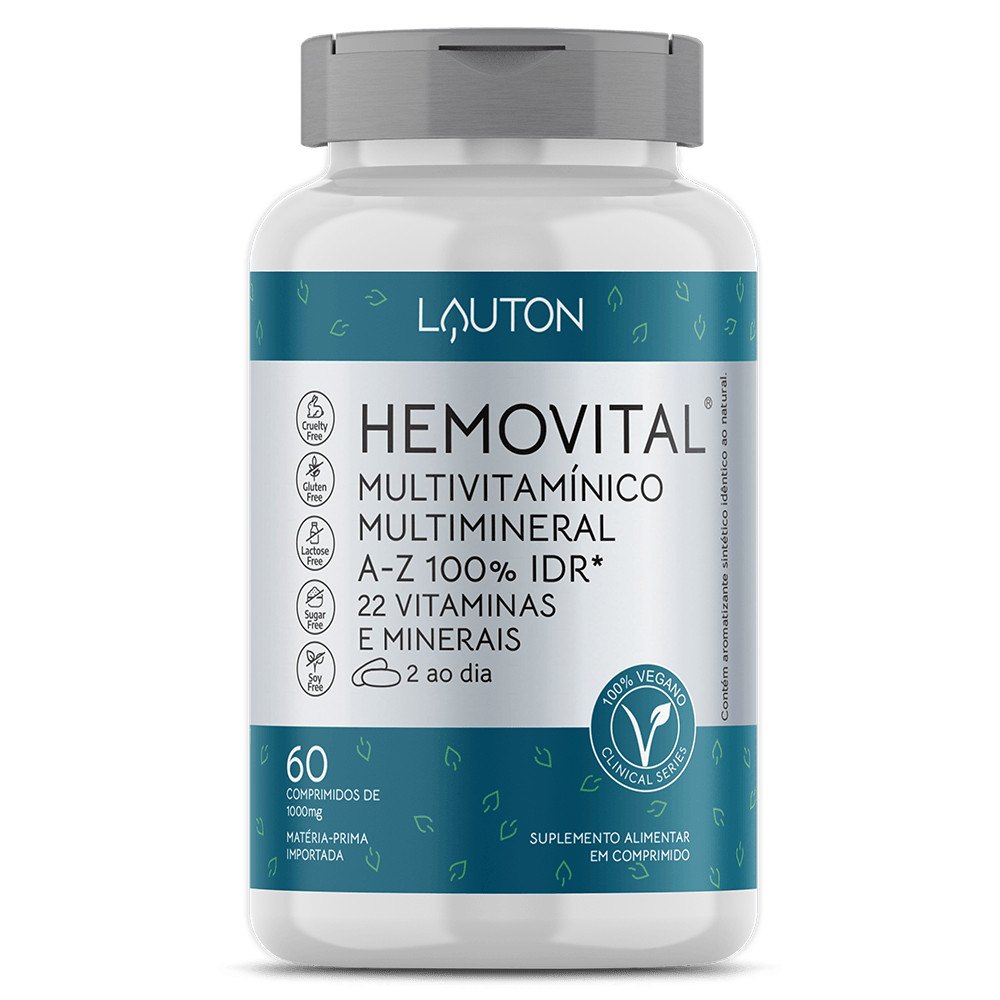 LAUTON
HEMOVITAL®
MULTIVITAMÍNICO
MULTIMINERAL
A-Z 100% IDR*
22 VITAMINAS
E MINERAIS
2 ao dia
Cruelty
Free
Gluten
Free
Lactose
Free
Sugar
Free
Soy
Free
Contém aromatizante sintético idêntico ao natural.
100% VEGANO
CLINICAL SERIES
60
COMPRIMIDOS DE
1000mg
MATÉRIA-PRIMA
IMPORTADA
SUPLEMENTO ALIMENTAR
EM COMPRIMIDO